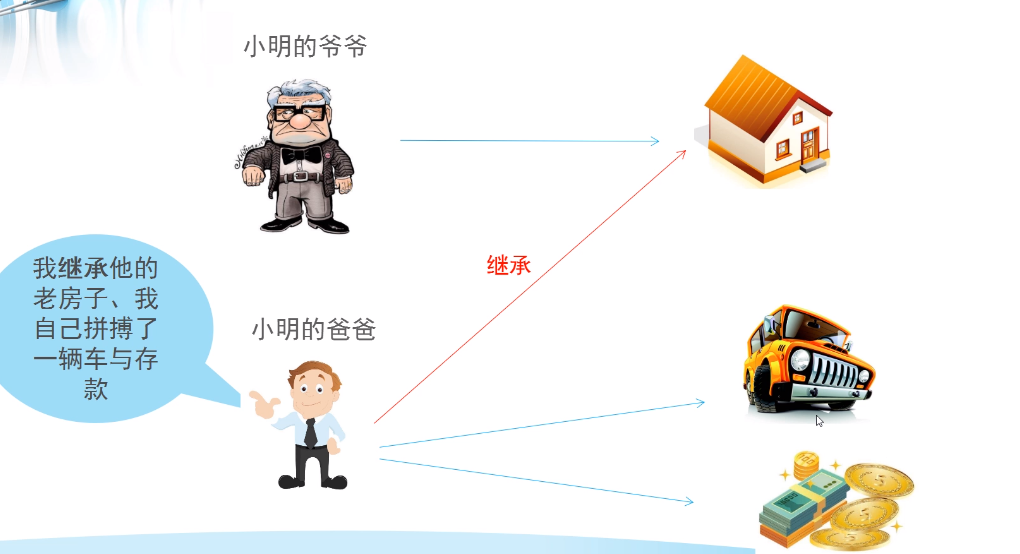 小明的爷爷
继承
我继承他的
老房子、我
自己拼搏了
一辆车与存
款
小明的爸爸